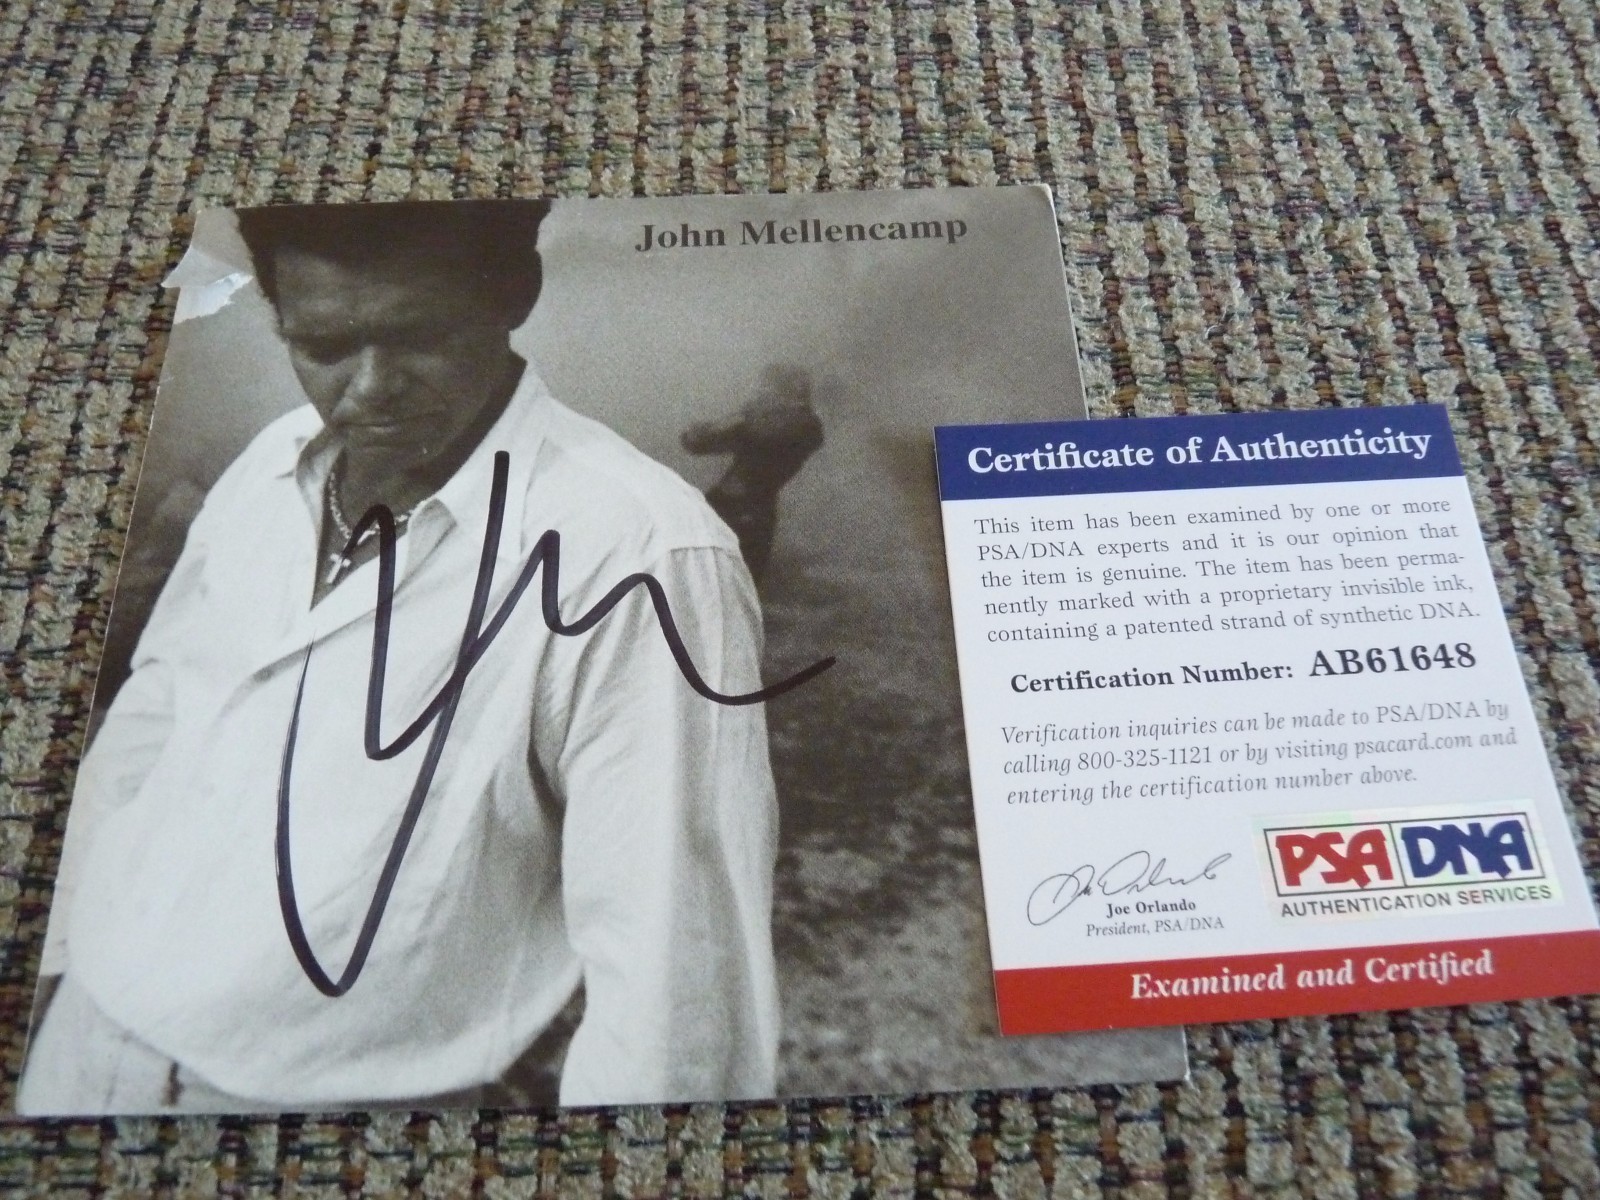 John Mellencamp
Certificate of Authenticity
This item has been examined by one or more
PSA/DNA experts and it is our opinion that
the item is genuine. The item has been perma-
nently marked with a proprietary invisible ink,
containing a patented strand of synthetic DNA.
Certification Number: AB61648
Verification inquiries can be made to PSA/DNA by
calling 800-325-1121 or by visiting psacard.com and
entering the certification number above.
Joe Orlando
President, PSA/DNA
PSA DNA
AUTHENTICATION SERVICES
Examined and Certified